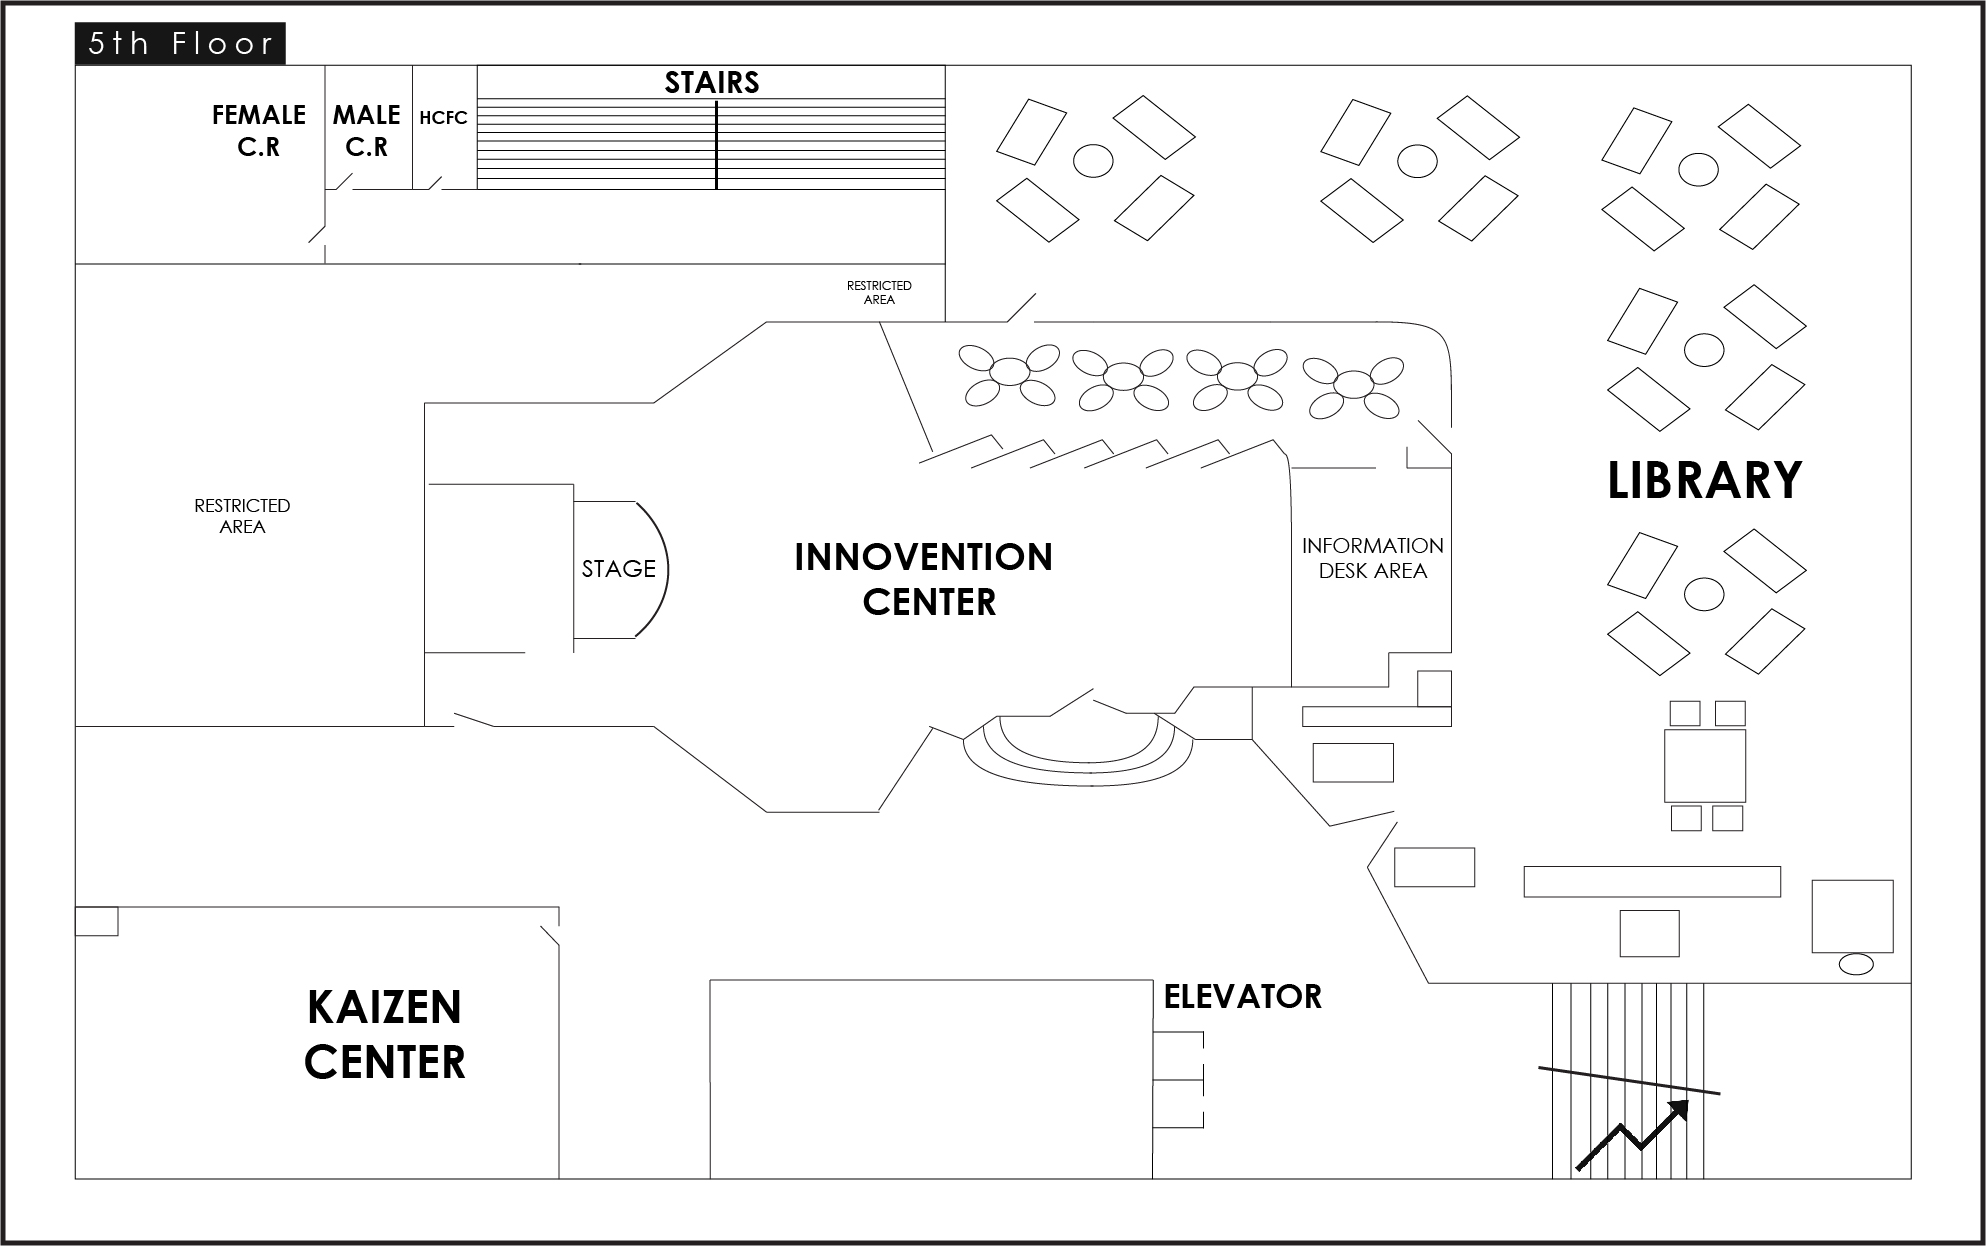 5th Floor
FEMALE
C.R
MALE
C.R
HCFC
STAIRS
RESTRICTED
AREA
RESTRICTED
AREA
STAGE
INNOVENTION
CENTER
INFORMATION
DESK AREA
LIBRARY
KAIZEN
CENTER
ELEVATOR